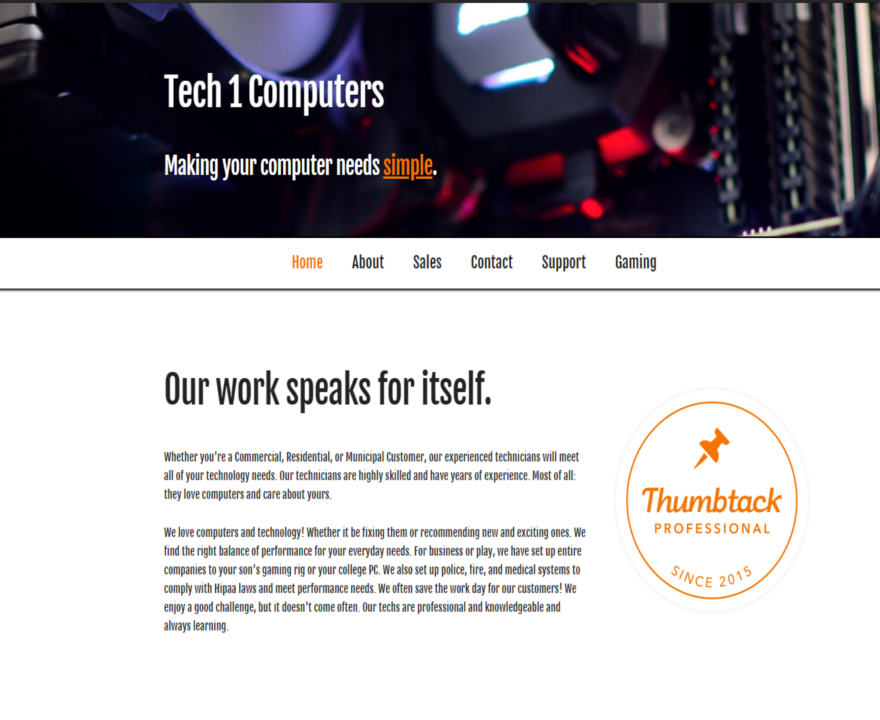 Tech 1 Computers
Making your computer needs simple.
Home About Sales Contact Support Gaming
Our work speaks for itself.
Whether you're a Commercial, Residential, or Municipal Customer, our experienced technicians will meet
all of your technology needs. Our technicians are highly skilled and have years of experience. Most of all:
they love computers and care about yours.
We love computers and technology! Whether it be fixing them or recommending new and exciting ones. We
find the right balance of performance for your everyday needs. For business or play, we have set up entire
companies to your son's gaming rig or your college PC. We also set up police, fire, and medical systems to
comply with Hipaa laws and meet performance needs. We often save the work day for our customers! We
enjoy a good challenge, but it doesn't come often. Our techs are professional and knowledgeable and
always learning.
Thumbtack
PROFESSIONAL
SINCE 2015